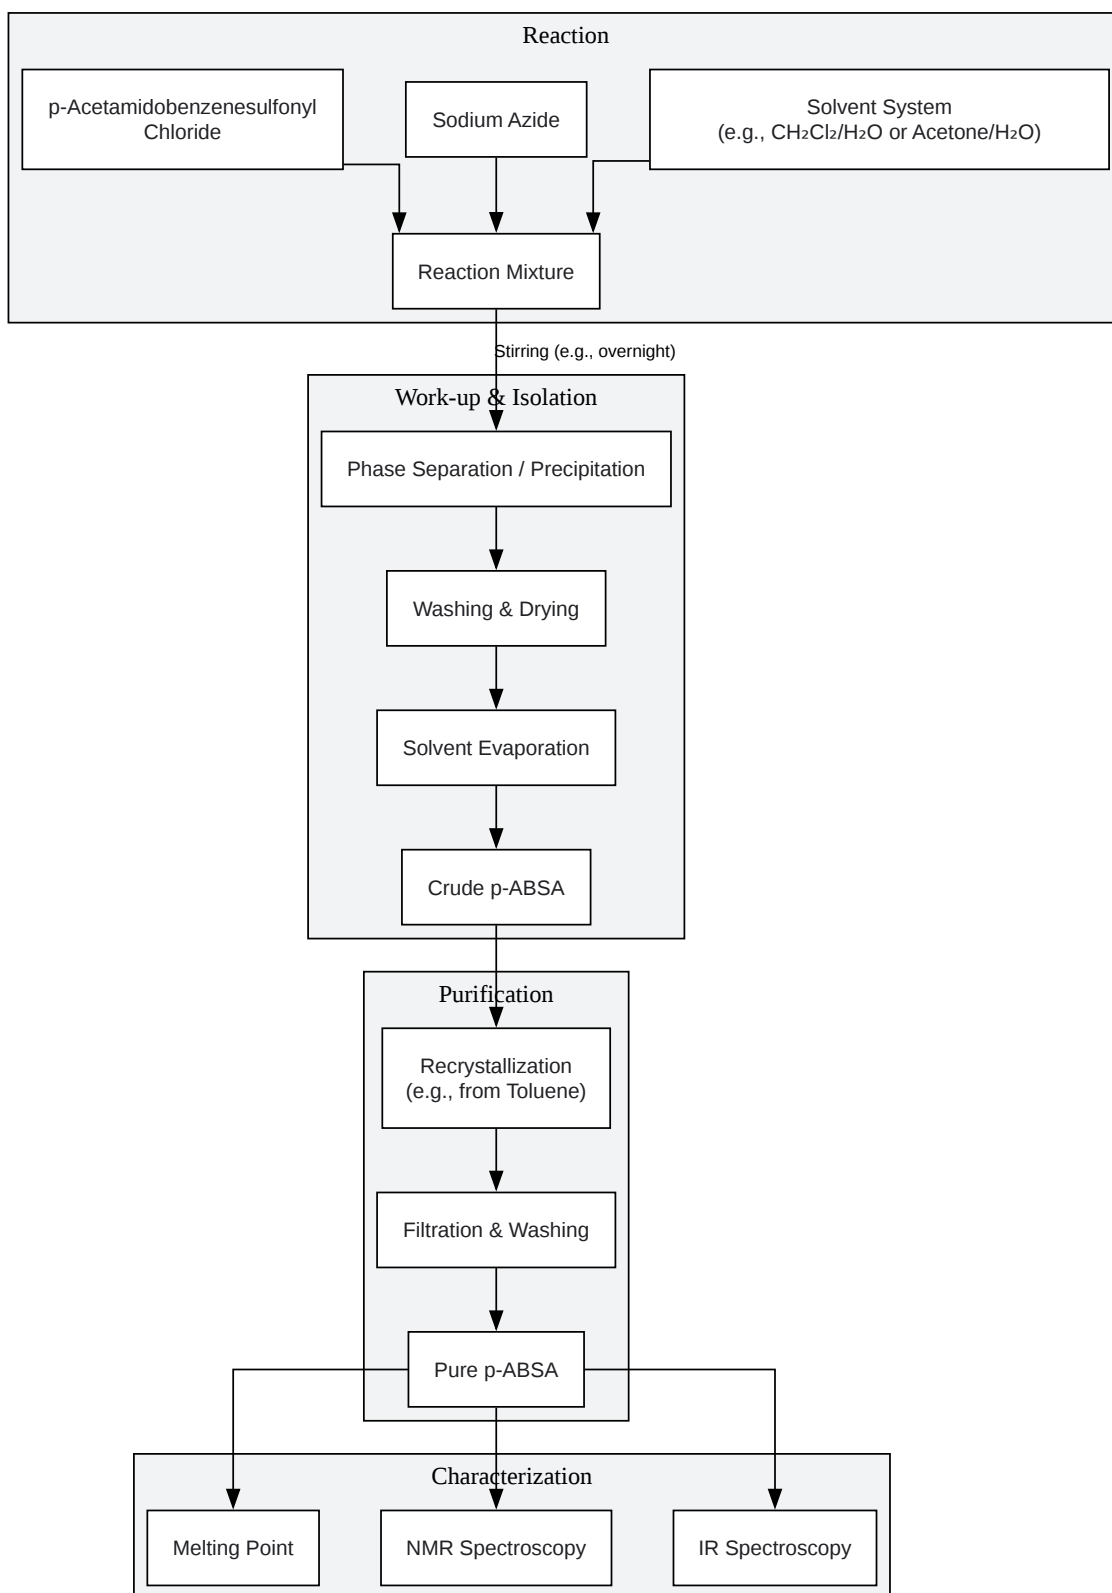 Reaction
p-Acetamidobenzenesulfonyl
Chloride
Sodium Azide
Solvent System
(e.g., CH₂Cl₂/H₂O or Acetone/H₂O)
Reaction Mixture
Stirring (e.g., overnight)
Work-up & Isolation
Phase Separation / Precipitation
Washing & Drying
Solvent Evaporation
Crude p-ABSA
Purification
Recrystallization
(e.g., from Toluene)
Filtration & Washing
Pure p-ABSA
Characterization
Melting Point
NMR Spectroscopy
IR Spectroscopy